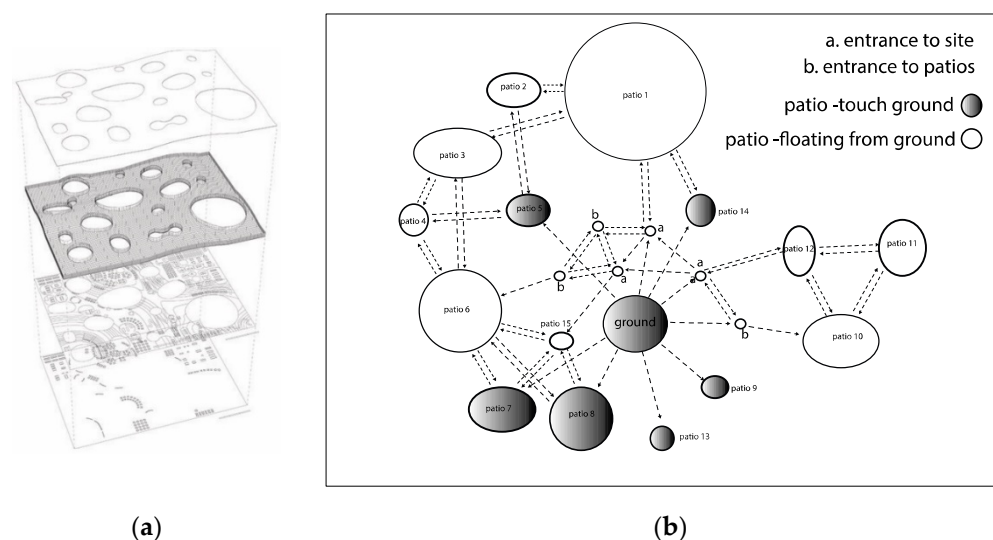 a. entrance to site
b. entrance to patios
patio -touch ground
patio -floating from ground
patio 1
patio 2
patio 3
patio 4
patio 5
patio 14
b
a
a
a
b
a
patio 12
patio 11
patio 6
patio 15
ground
b
patio 10
patio 7
patio 8
patio 9
patio 13
(a)
(b)